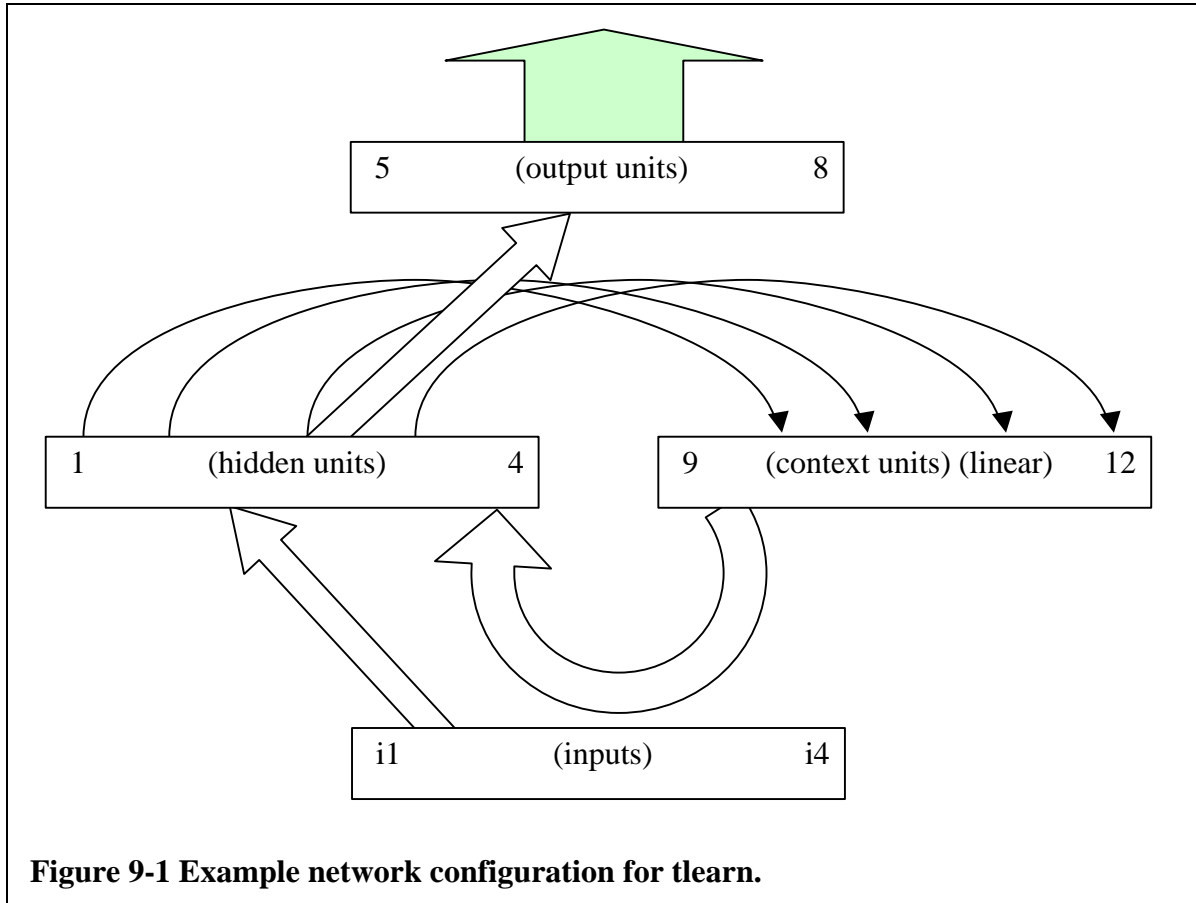 5 (output units) 8
1 (hidden units) 4
9 (context units) (linear) 12
i1 (inputs) i4
Figure 9-1 Example network configuration for tlearn.